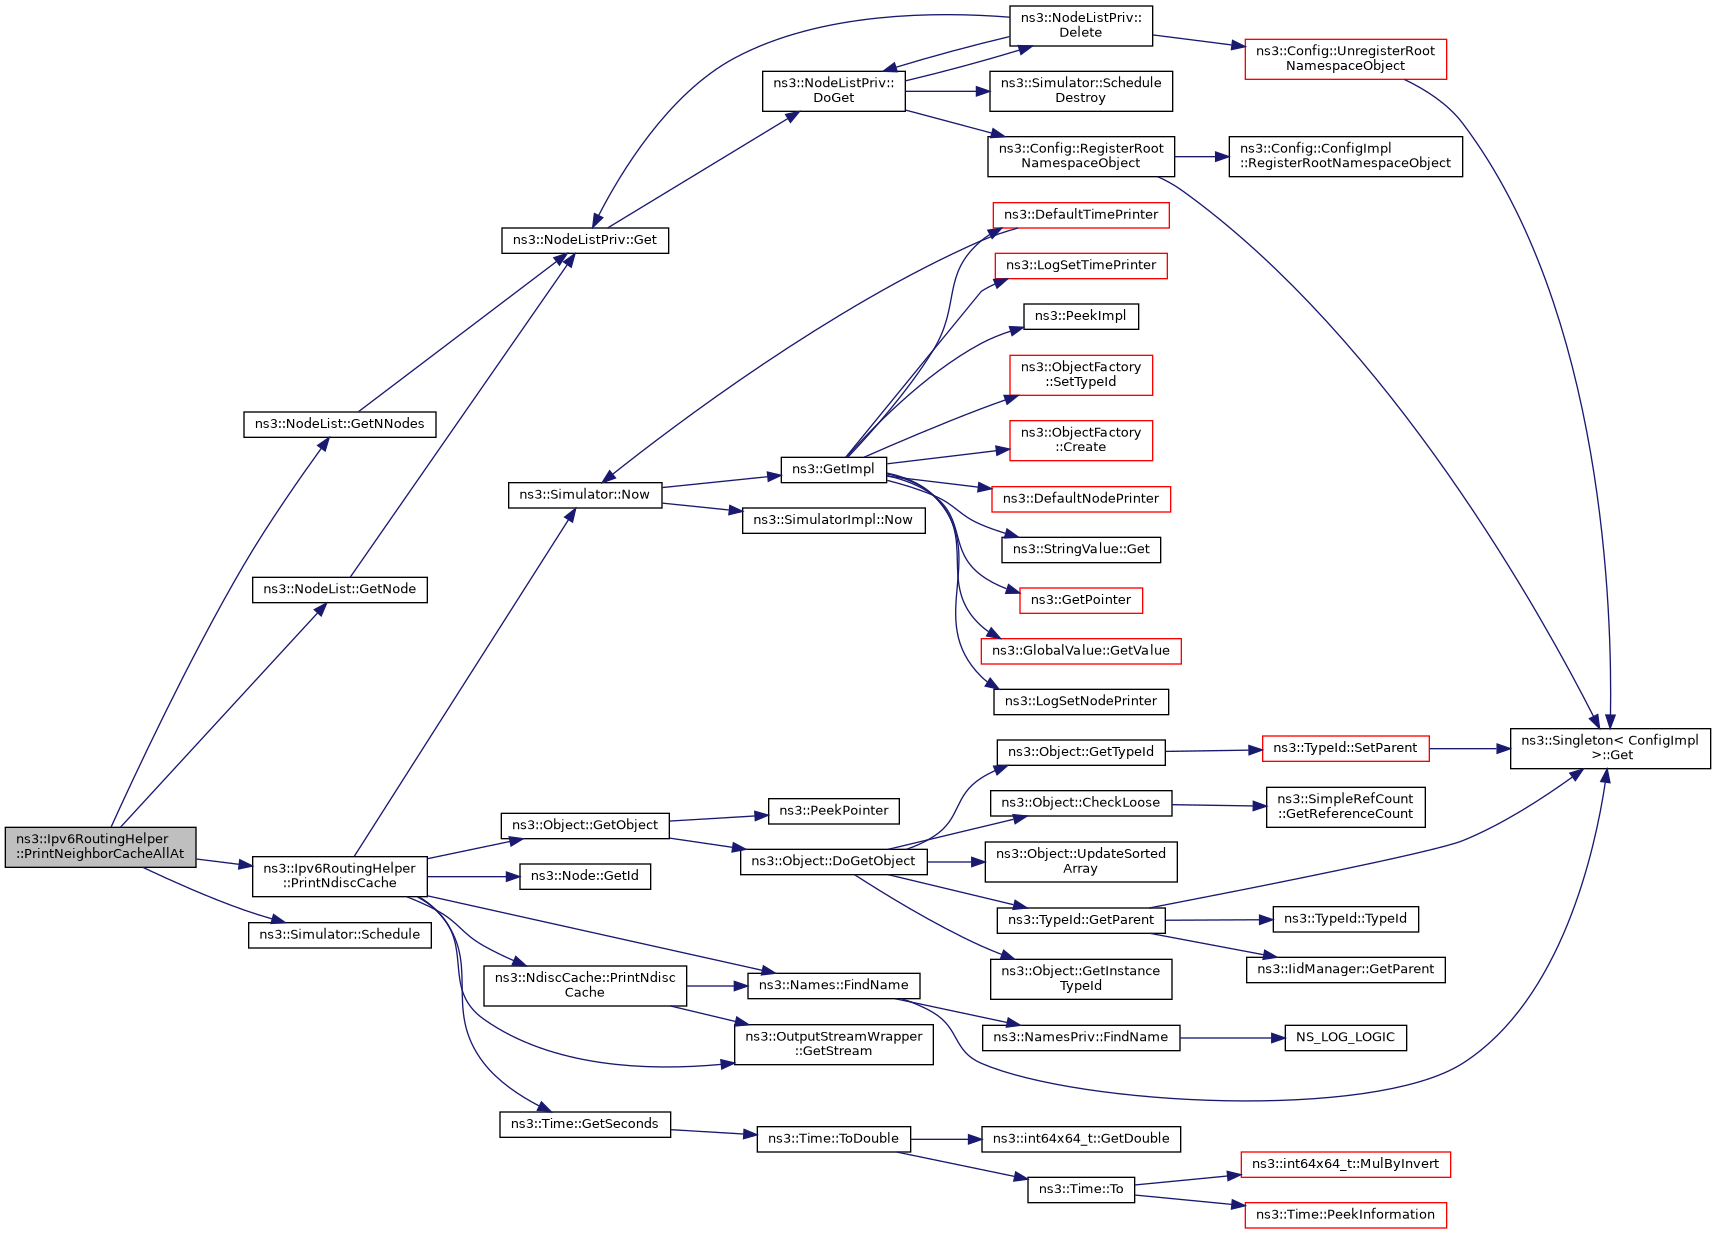 ns3::NodeListPriv::
Delete
ns3::Config::UnregisterRoot
NamespaceObject
ns3::NodeListPriv::
DoGet
ns3::Simulator::Schedule
Destroy
ns3::Config::RegisterRoot
NamespaceObject
ns3::Config::ConfigImpl
::RegisterRootNamespaceObject
ns3::DefaultTimePrinter
ns3::NodeListPriv::Get
ns3::LogSetTimePrinter
ns3::PeekImpl
ns3::ObjectFactory
::SetTypeId
ns3::NodeList::GetNNodes
ns3::ObjectFactory
::Create
ns3::GetImpl
ns3::Simulator::Now
ns3::DefaultNodePrinter
ns3::SimulatorImpl::Now
ns3::StringValue::Get
ns3::NodeList::GetNode
ns3::GetPointer
ns3::GlobalValue::GetValue
ns3::LogSetNodePrinter
ns3::Object::GetTypeId
ns3::TypeId::SetParent
ns3::Singleton< ConfigImpl
>::Get
ns3::Object::CheckLoose
ns3::SimpleRefCount
::GetReferenceCount
ns3::PeekPointer
ns3::Object::GetObject
ns3::Ipv6RoutingHelper
::PrintNeighborCacheAllAt
ns3::Object::DoGetObject
ns3::Object::UpdateSorted
Array
ns3::Ipv6RoutingHelper
::PrintNdiscCache
ns3::Node::GetId
ns3::TypeId::GetParent
ns3::TypeId::TypeId
ns3::Simulator::Schedule
ns3::IidManager::GetParent
ns3::Object::GetInstance
TypeId
ns3::NdiscCache::PrintNdisc
Cache
ns3::Names::FindName
ns3::OutputStreamWrapper
::GetStream
ns3::NamesPriv::FindName
NS_LOG_LOGIC
ns3::Time::GetSeconds
ns3::Time::ToDouble
ns3::int64x64_t::GetDouble
ns3::int64x64_t::MulByInvert
ns3::Time::To
ns3::Time::PeekInformation